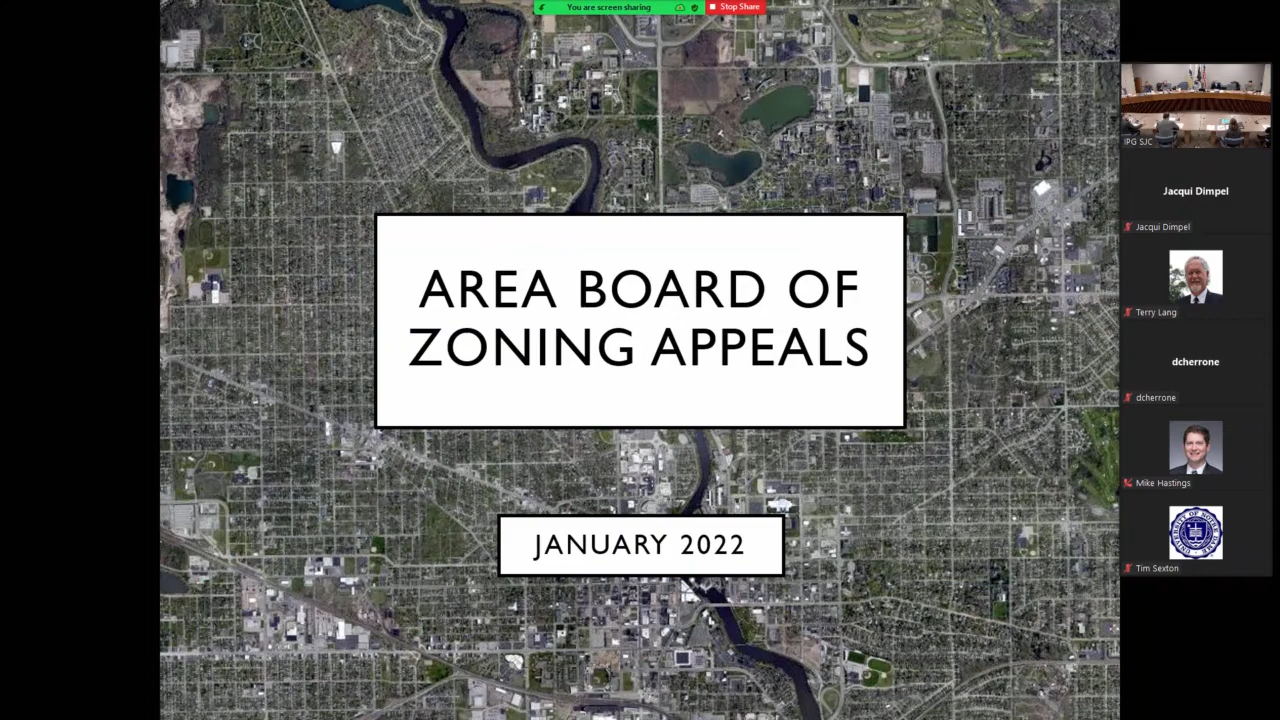 You are screen sharing
Stop Share
AREA BOARD OF
ZONING APPEALS
JANUARY 2022
IPG SJC
Jacqui Dimpel
Jacqui Dimpel
Terry Lang
dcherrone
dcherrone
Mike Hastings
Tim Sexton